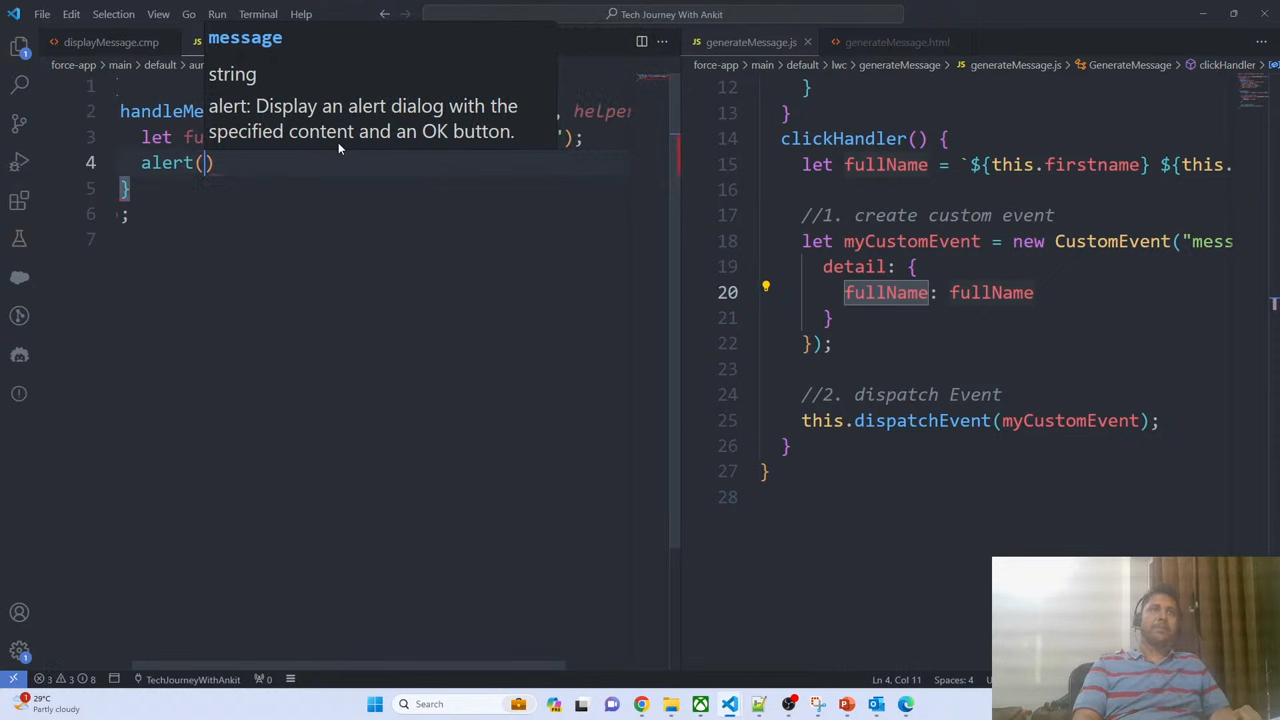 File Edit Selection View Go Run Terminal Help
Tech Journey With Ankit
displayMessage.cmp
generateMessage.js
generateMessage.html
force-app > main > default > aur
force-app > main > default > lwc > generateMessage > generateMessage.js > GenerateMessage > clickHandler
message
string
alert: Display an alert dialog with the
specified content and an OK button.
1
2 handleMe , helper
3 let fu ");
4 alert()
5 }
6 ;
7
12 }
13 }
14 clickHandler() {
15 let fullName = `${this.firstname} ${this.
16
17 //1. create custom event
18 let myCustomEvent = new CustomEvent("mess
19 detail: {
20 fullName: fullName
21 }
22 });
23
24 //2. dispatch Event
25 this.dispatchEvent(myCustomEvent);
26 }
27 }
28
3 3 8 TechJourneyWithAnkit 0
Ln 4, Col 11 Spaces: 4
29°C
Partly cloudy
Search